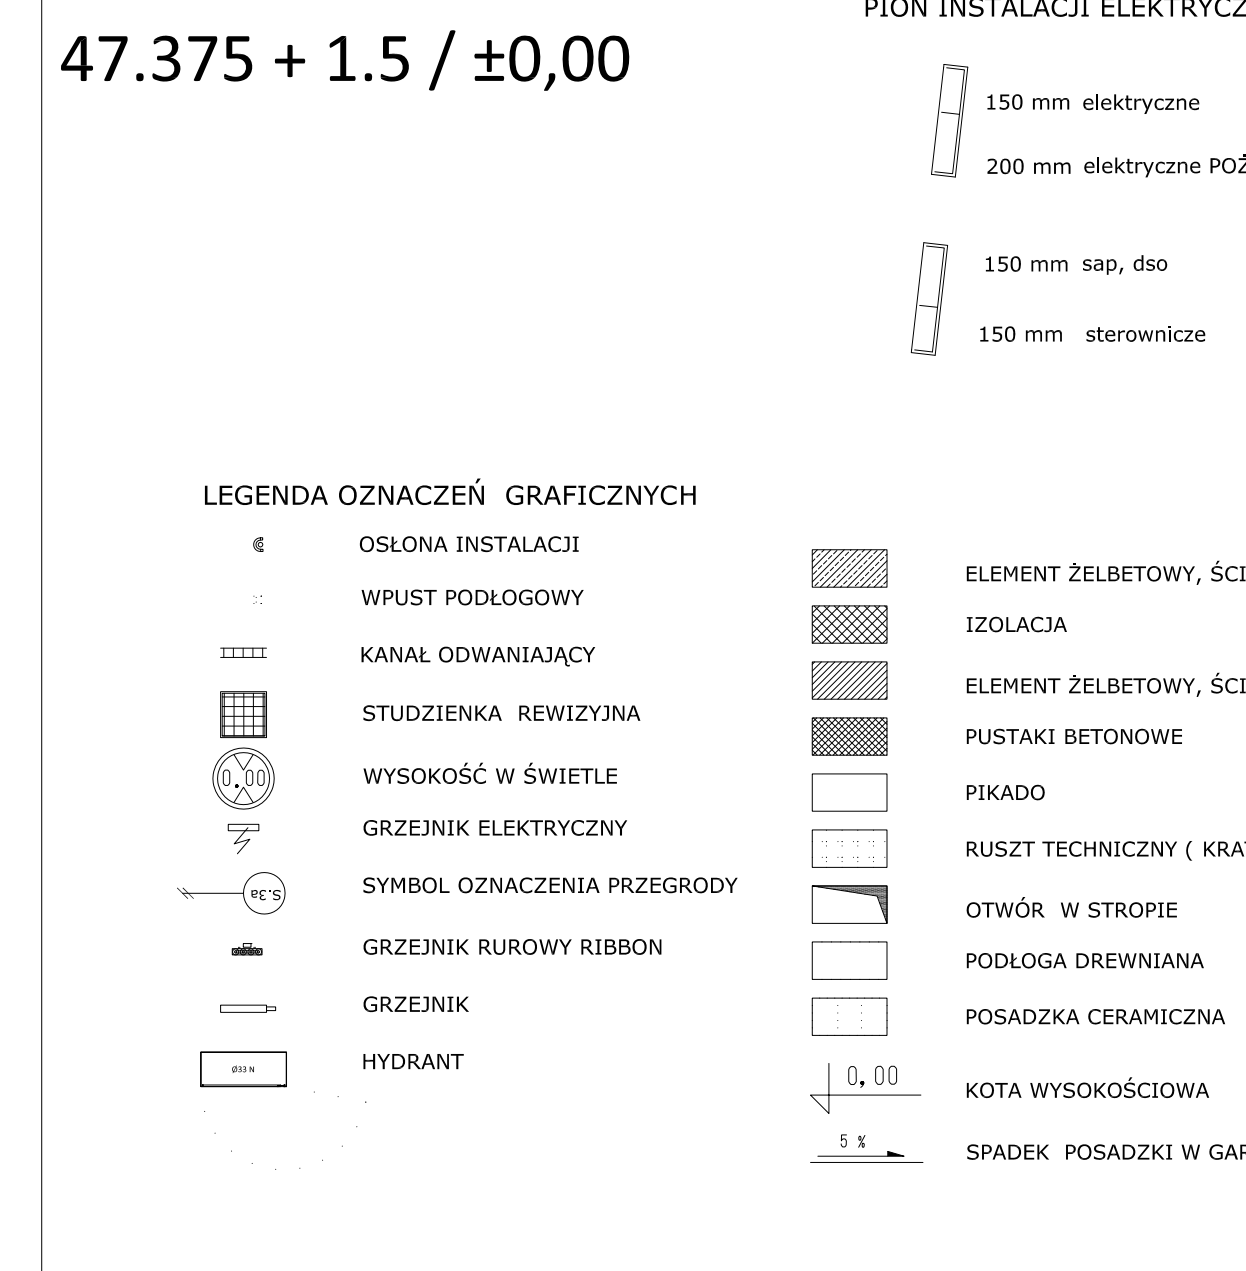 PION INSTALACJI ELEKTRYCZ
47.375 + 1.5 / ±0,00
150 mm elektryczne
200 mm elektryczne POŻ
150 mm sap, dso
150 mm sterownicze
LEGENDA OZNACZEŃ GRAFICZNYCH
OSŁONA INSTALACJI
WPUST PODŁOGOWY
KANAŁ ODWANIAJĄCY
STUDZIENKA REWIZYJNA
0.00 WYSOKOŚĆ W ŚWIETLE
GRZEJNIK ELEKTRYCZNY
S.3a SYMBOL OZNACZENIA PRZEGRODY
GRZEJNIK RUROWY RIBBON
GRZEJNIK
Ø33 N HYDRANT
ELEMENT ŻELBETOWY, ŚCI
IZOLACJA
ELEMENT ŻELBETOWY, ŚCI
PUSTAKI BETONOWE
PIKADO
RUSZT TECHNICZNY ( KRAT
OTWÓR W STROPIE
PODŁOGA DREWNIANA
POSADZKA CERAMICZNA
0,00 KOTA WYSOKOŚCIOWA
5 % SPADEK POSADZKI W GAR